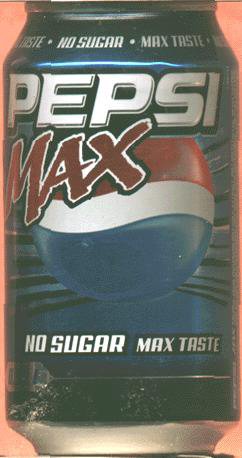 TASTE • NO SUGAR • MAX TASTE •
PEPSI
MAX
NO SUGAR MAX TASTE